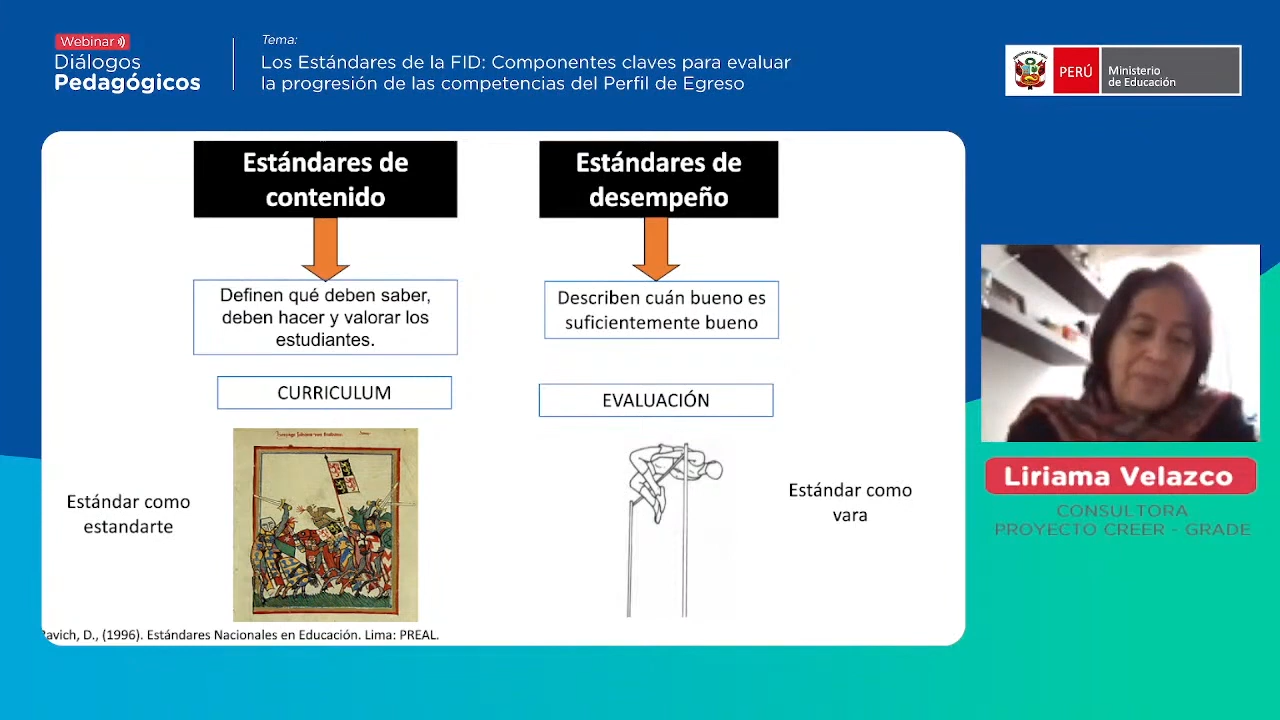 Webinar
Diálogos
Pedagógicos
Tema:
Los Estándares de la FID: Componentes claves para evaluar
la progresión de las competencias del Perfil de Egreso
PERÚ
Ministerio
de Educación
Estándares de
contenido
Estándares de
desempeño
Definen qué deben saber,
deben hacer y valorar los
estudiantes.
Describen cuán bueno es
suficientemente bueno
CURRICULUM
EVALUACIÓN
Estándar como
estandarte
Estándar como
vara
Ravich, D., (1996). Estándares Nacionales en Educación. Lima: PREAL.
Liriama Velazco
CONSULTORA
PROYECTO CREER - GRADE